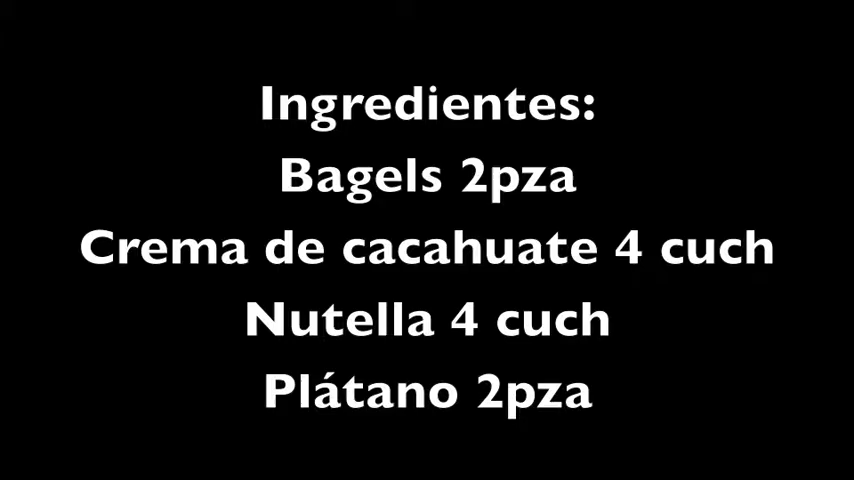 Ingredientes:
Bagels 2pza
Crema de cacahuate 4 cuch
Nutella 4 cuch
Plátano 2pza